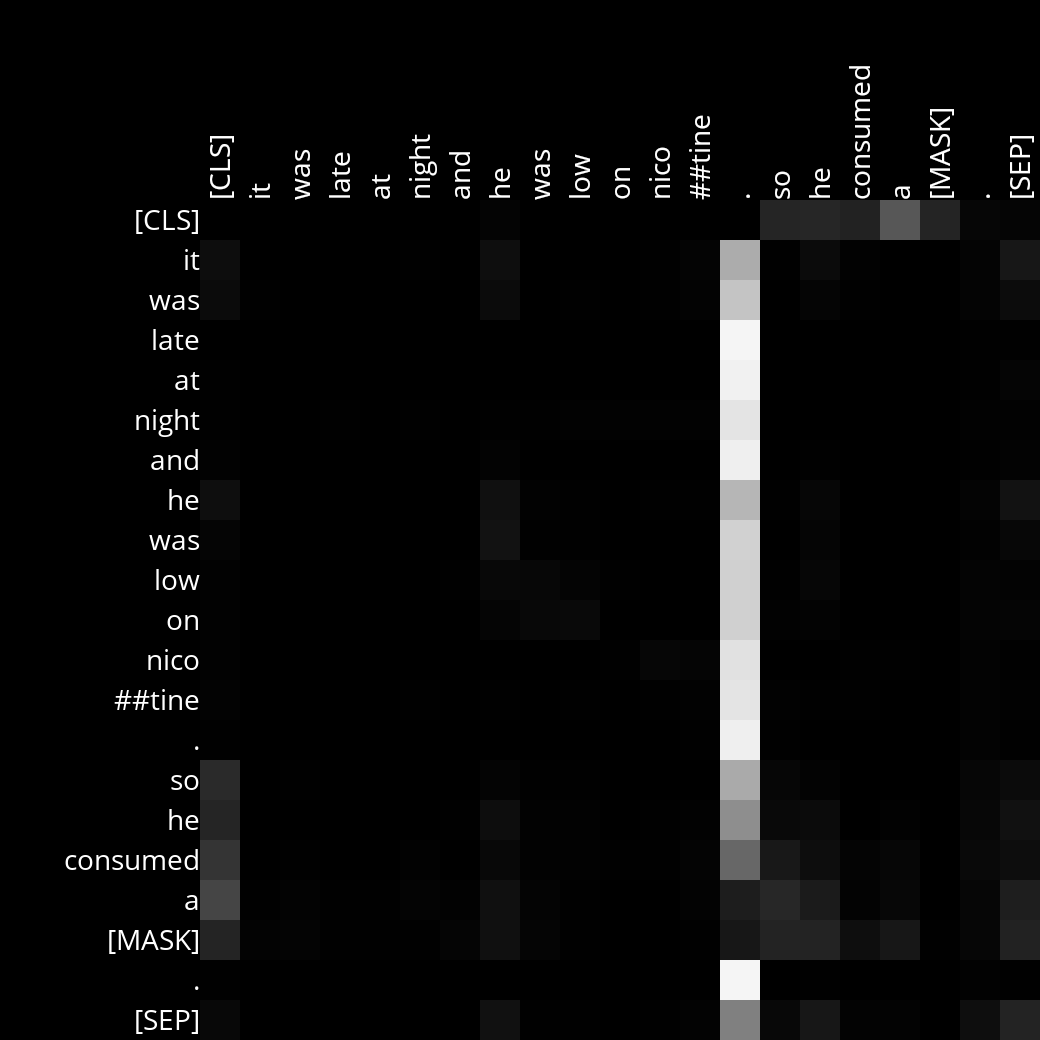 [CLS]
it
was
late
at
night
and
he
was
low
on
nico
##tine
.
so
he
consumed
a
[MASK]
.
[SEP]
[CLS]
it
was
late
at
night
and
he
was
low
on
nico
##tine
.
so
he
consumed
a
[MASK]
.
[SEP]